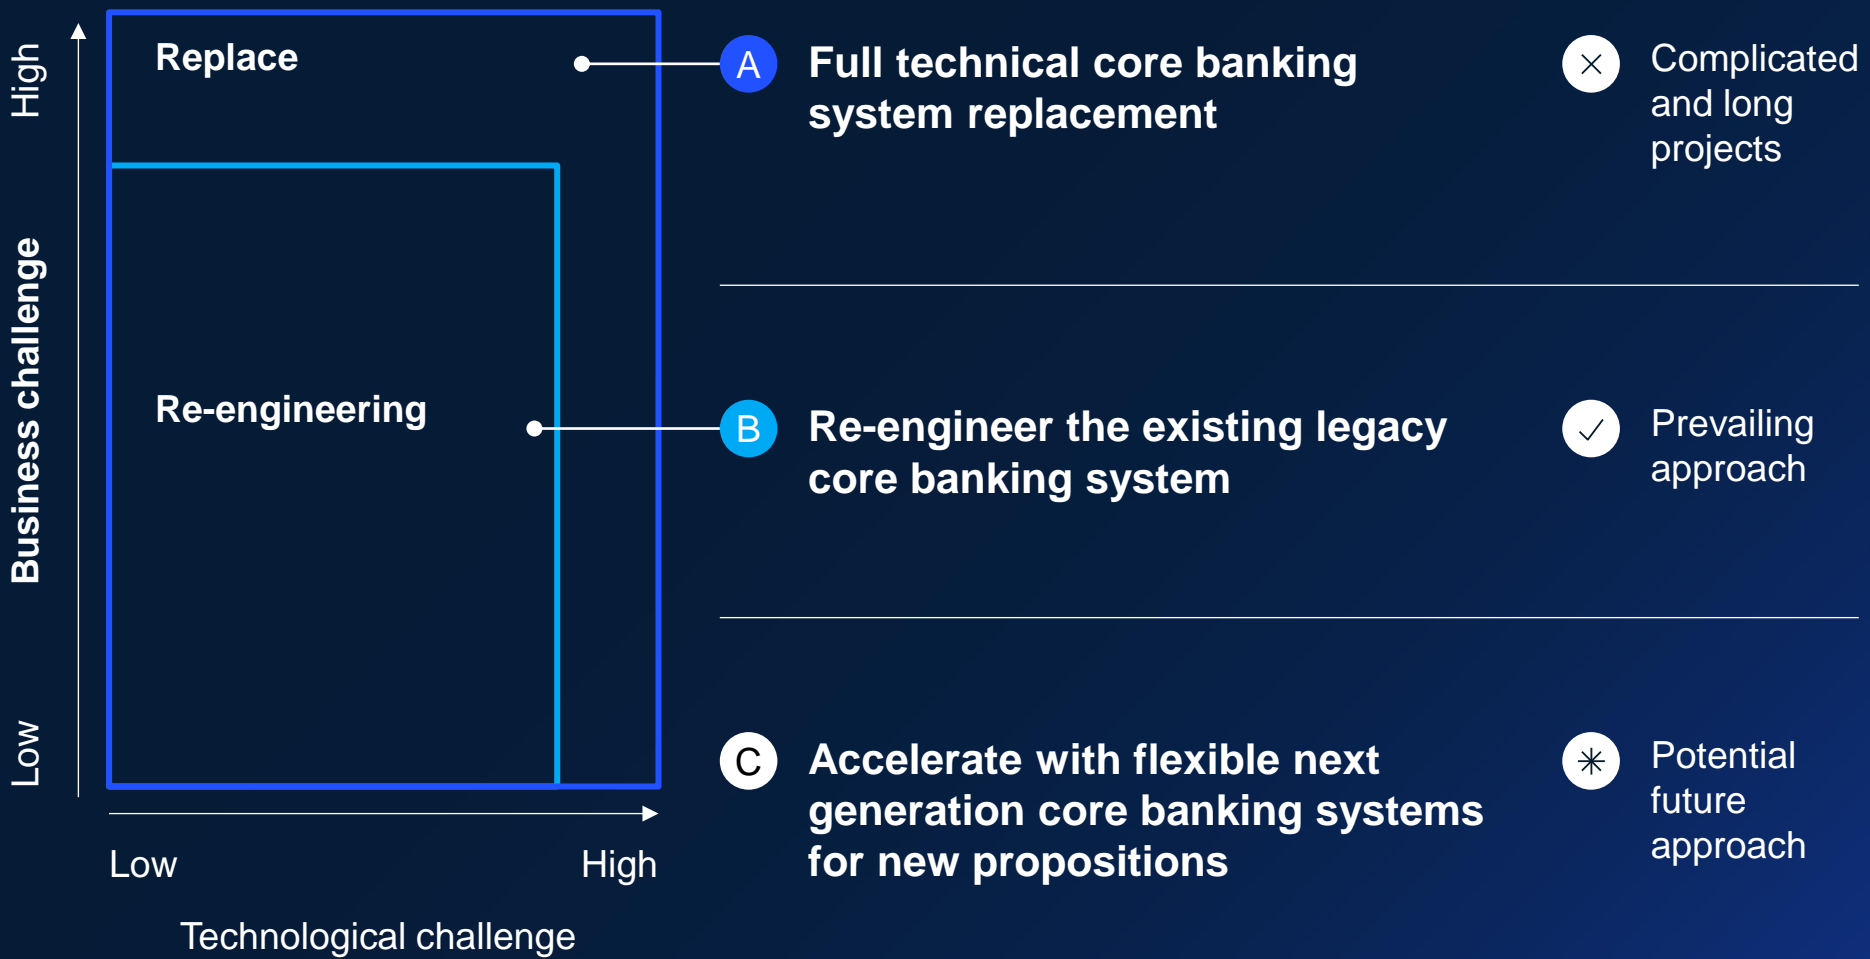 High
Business challenge
Low
Replace
Re-engineering
Low
High
Technological challenge
A
Full technical core banking
system replacement
Complicated
and long
projects
B
Re-engineer the existing legacy
core banking system
Prevailing
approach
C
Accelerate with flexible next
generation core banking systems
for new propositions
Potential
future
approach